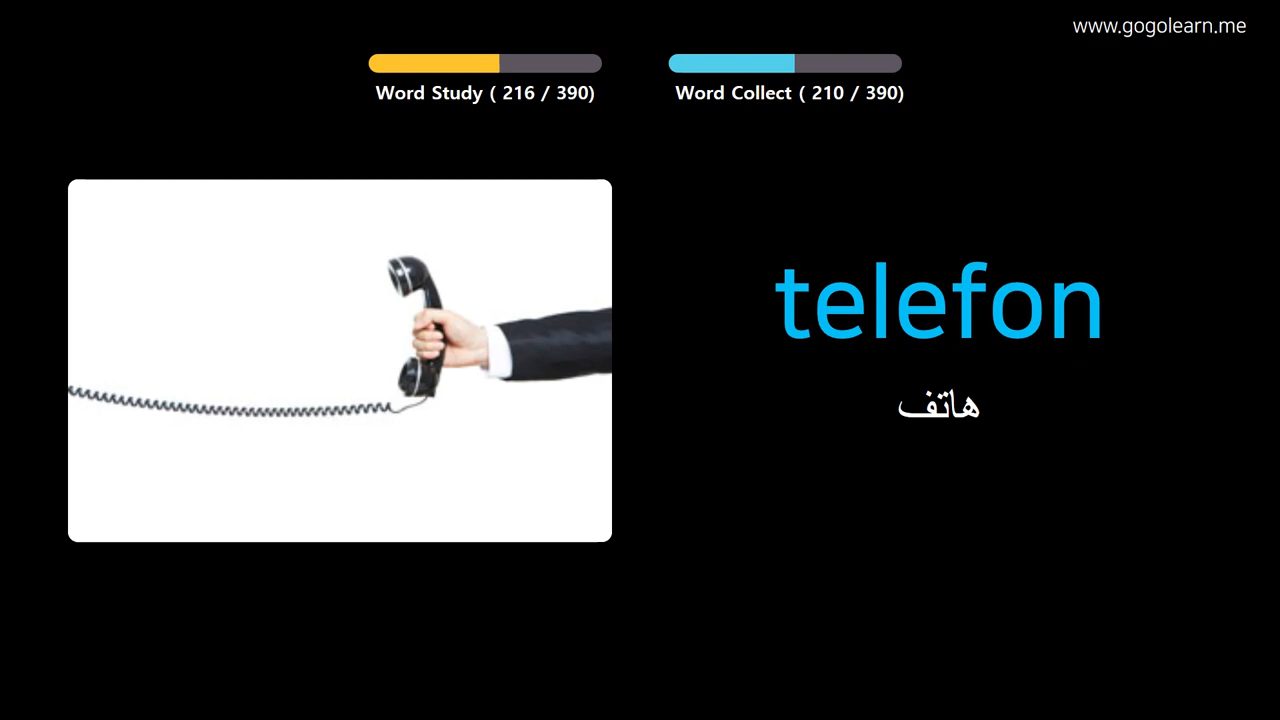 www.gogolearn.me
Word Study ( 216 / 390)
Word Collect ( 210 / 390)
telefon
هاتف